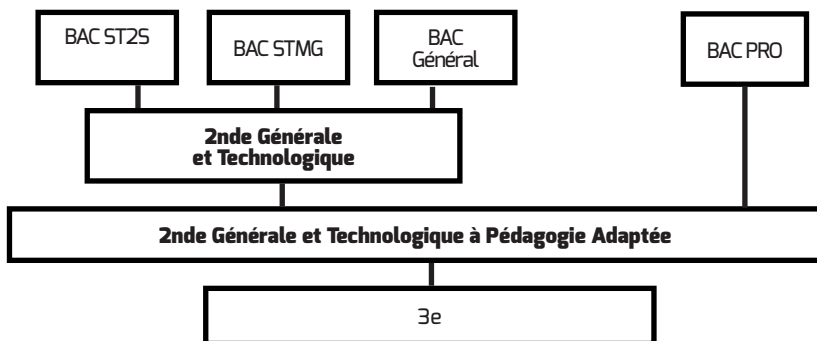 BAC ST2S
BAC STMG
BAC
Général
BAC PRO
2nde Générale
et Technologique
2nde Générale et Technologique à Pédagogie Adaptée
3e